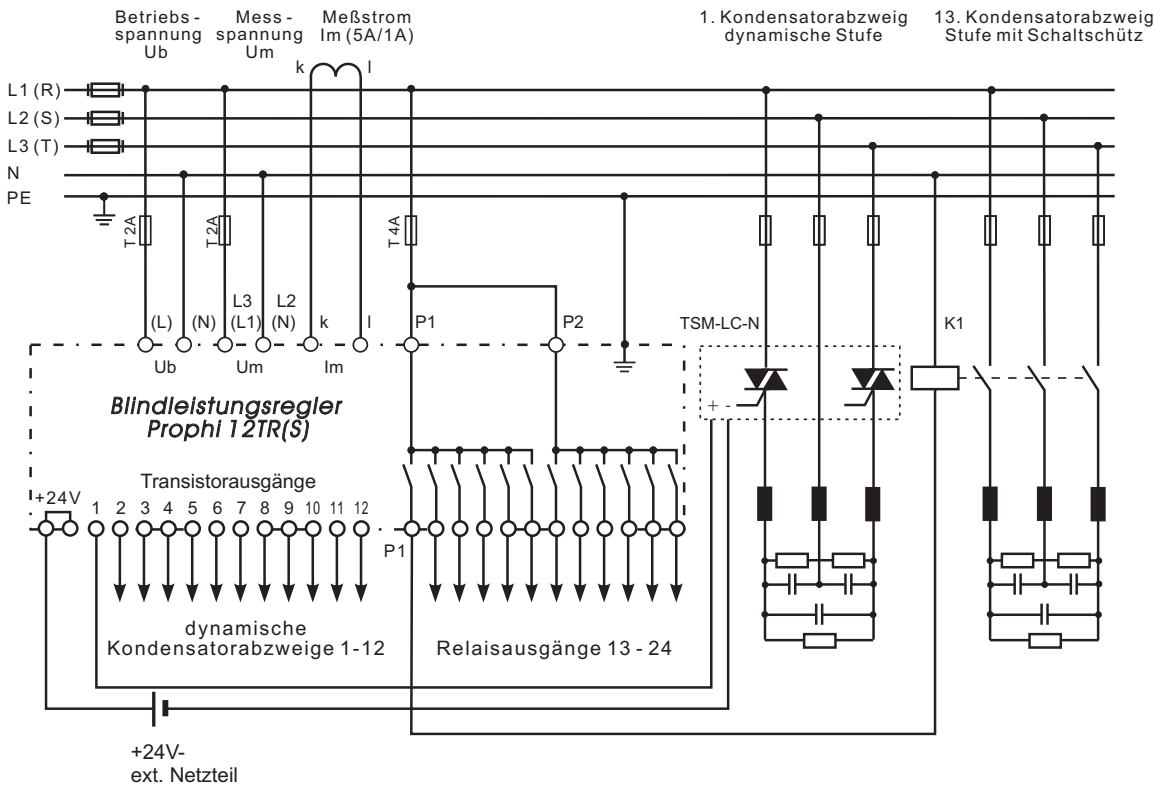 Betriebs-
spannung
Ub
Mess-
spannung
Um
Meßstrom
Im (5A/1A)
1. Kondensatorabzweig
dynamische Stufe
13. Kondensatorabzweig
Stufe mit Schaltschütz
k l
L1 (R)
L2 (S)
L3 (T)
N
PE
T 2A
T 2A
T 4A
L3 L2
(L) (N) (L1) (N) k l P1 P2
TSM-LC-N
K1
Ub Um Im
+ -
Blindleistungsregler
Prophi 12TR(S)
Transistorausgänge
+24V
1 2 3 4 5 6 7 8 9 10 11 12
P1
dynamische
Kondensatorabzweige 1-12
Relaisausgänge 13 - 24
+24V-
ext. Netzteil